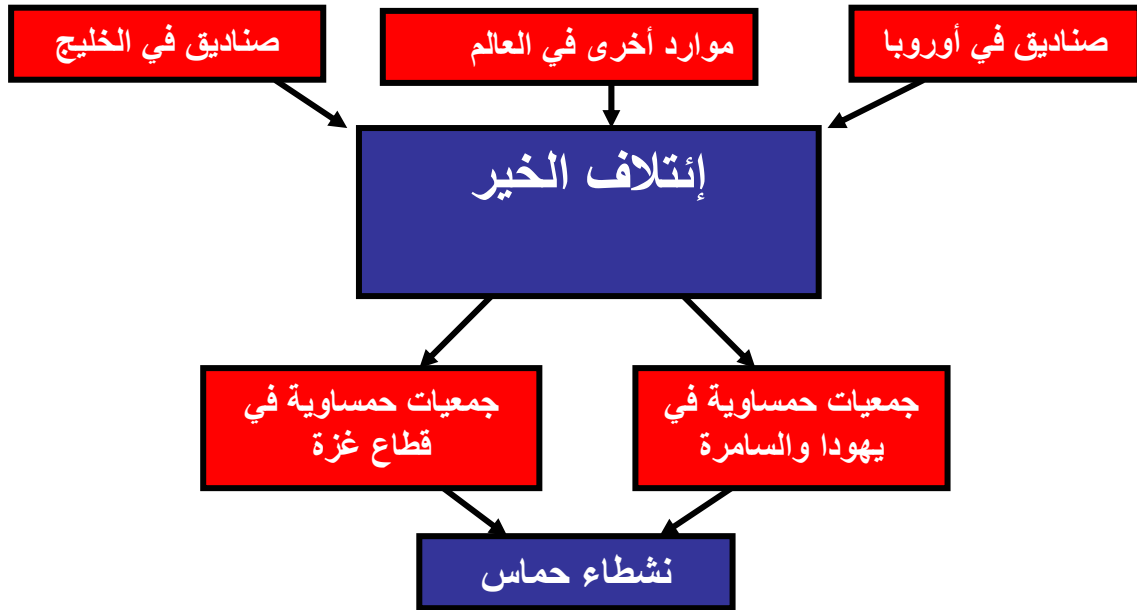 صناديق في أوروبا
موارد أخرى في العالم
صناديق في الخليج
إئتلاف الخير
جمعيات حمساوية في
يهودا والسامرة
جمعيات حمساوية في
قطاع غزة
نشطاء حماس